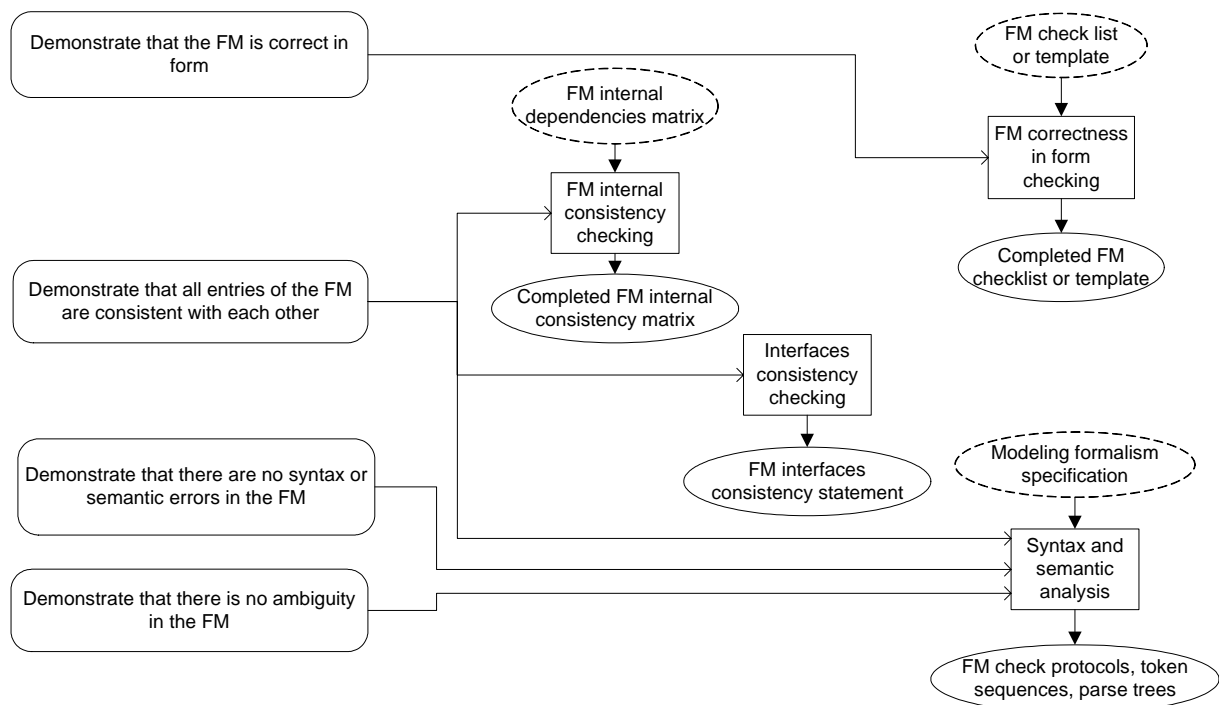 Demonstrate that the FM is correct in
form
FM check list
or template
FM internal
dependencies matrix
FM correctness
in form
checking
FM internal
consistency
checking
Completed FM
checklist or template
Demonstrate that all entries of the FM
are consistent with each other
Completed FM internal
consistency matrix
Interfaces
consistency
checking
Demonstrate that there are no syntax or
semantic errors in the FM
FM interfaces
consistency statement
Modeling formalism
specification
Syntax and
semantic
analysis
Demonstrate that there is no ambiguity
in the FM
FM check protocols, token
sequences, parse trees